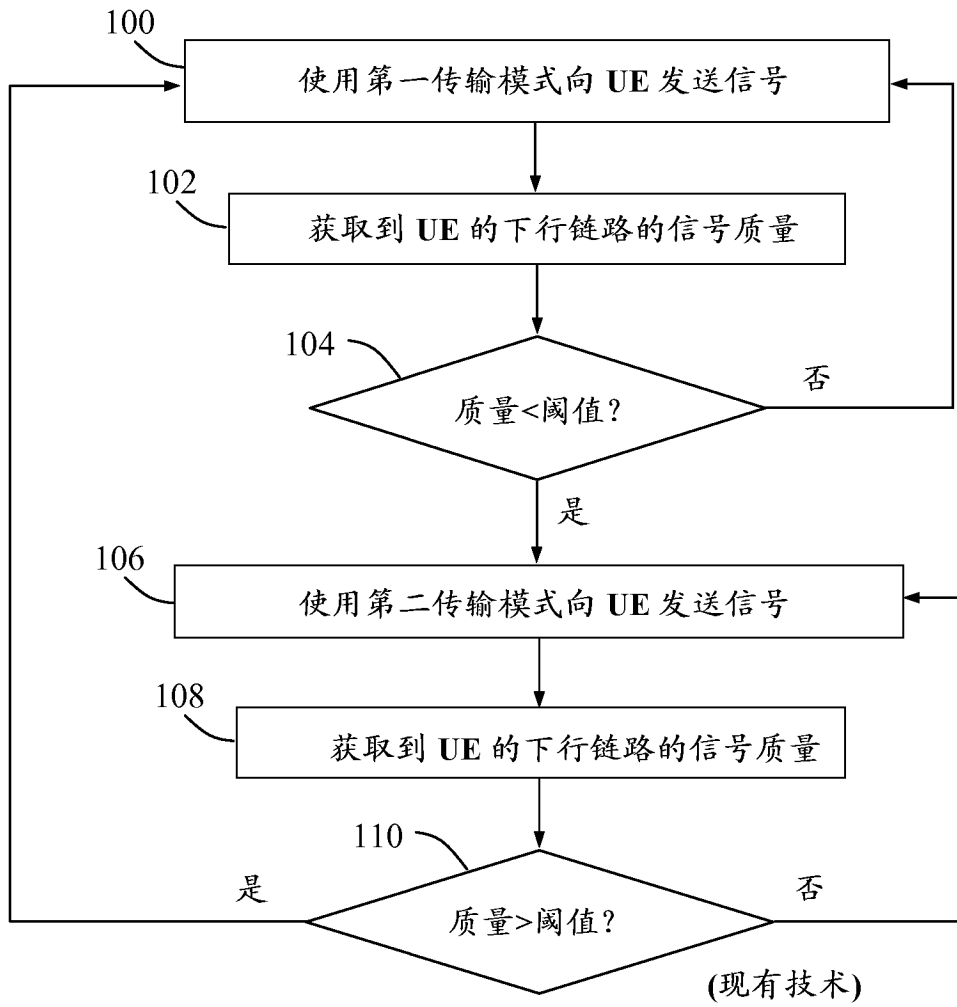 100
使用第一传输模式向 UE 发送信号
102
获取到 UE 的下行链路的信号质量
104
质量<阈值?
否
是
106
使用第二传输模式向 UE 发送信号
108
获取到 UE 的下行链路的信号质量
110
是
质量>阈值?
否
(现有技术)